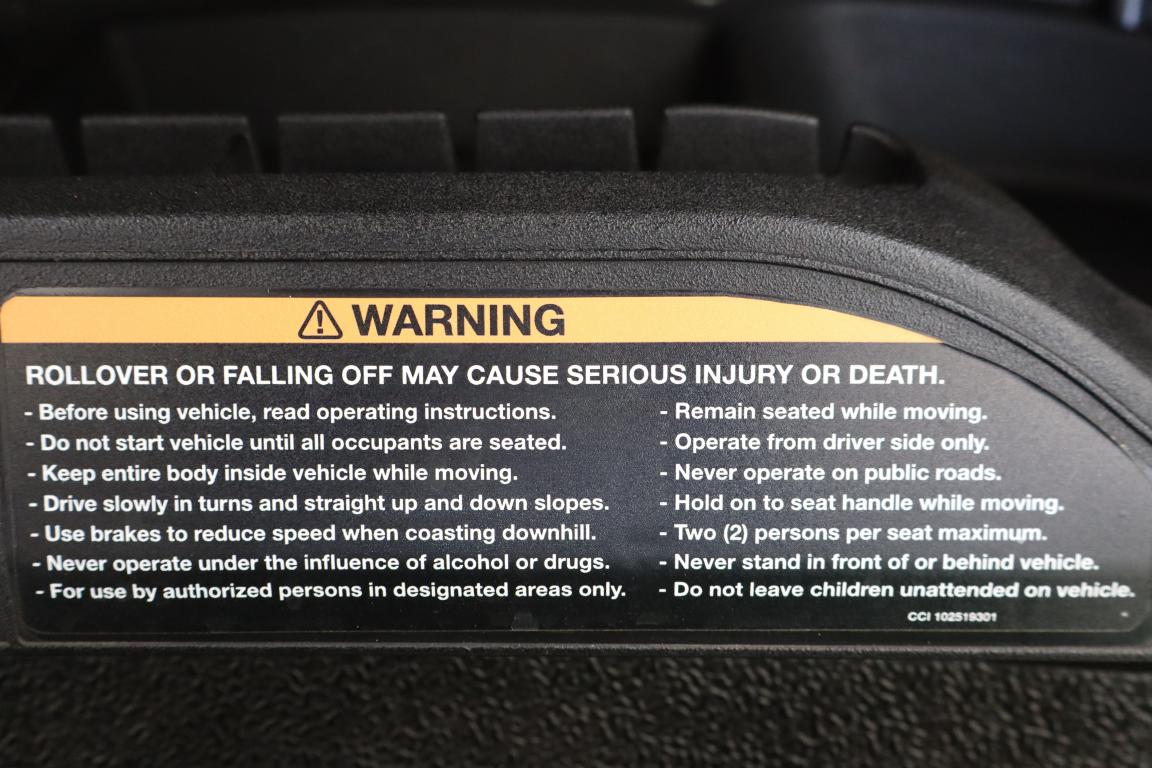 WARNING
ROLLOVER OR FALLING OFF MAY CAUSE SERIOUS INJURY OR DEATH.
- Before using vehicle, read operating instructions.
- Do not start vehicle until all occupants are seated.
- Keep entire body inside vehicle while moving.
- Drive slowly in turns and straight up and down slopes.
- Use brakes to reduce speed when coasting downhill.
- Never operate under the influence of alcohol or drugs.
- For use by authorized persons in designated areas only.
- Remain seated while moving.
- Operate from driver side only.
- Never operate on public roads.
- Hold on to seat handle while moving.
- Two (2) persons per seat maximum.
- Never stand in front of or behind vehicle.
- Do not leave children unattended on vehicle.
CCI 102519301